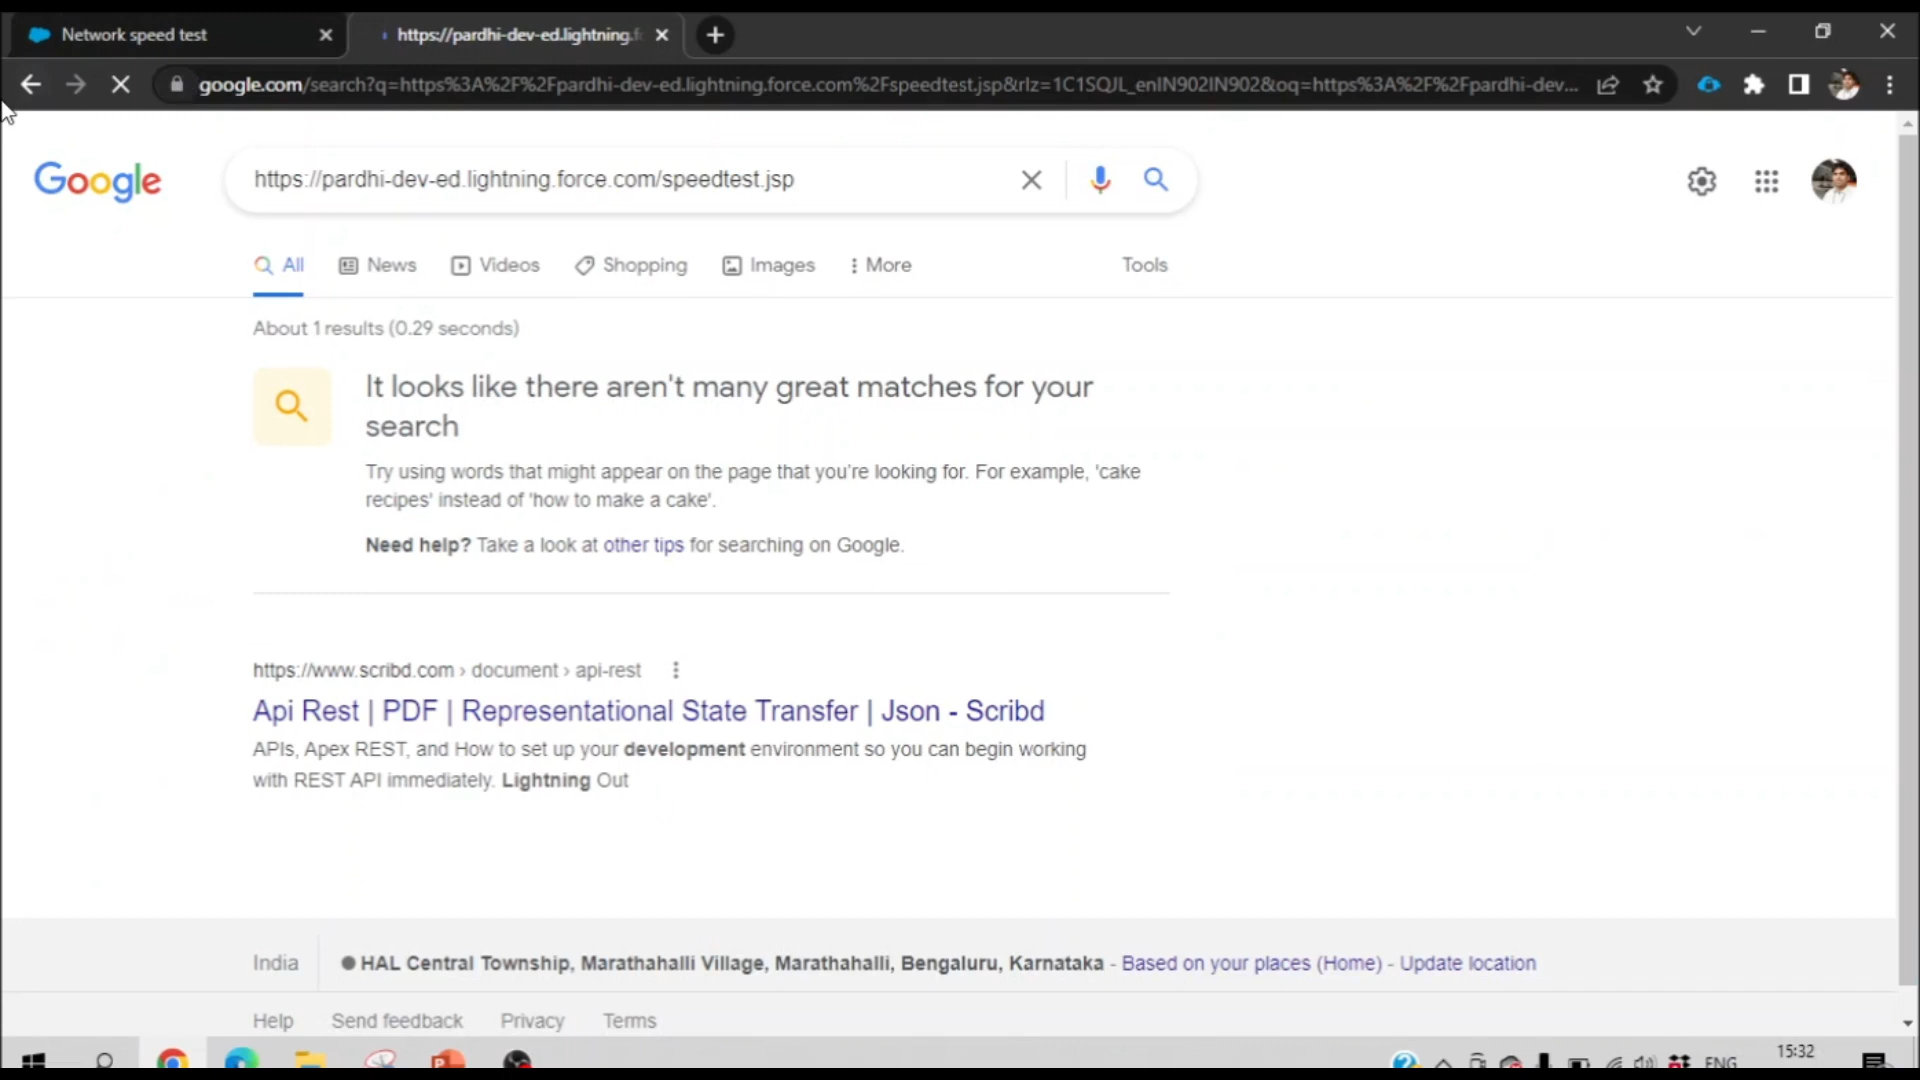 Network speed test
https://pardhi-dev-ed.lightning.f
google.com/search?q=https%3A%2F%2Fpardhi-dev-ed.lightning.force.com%2Fspeedtest.jsp&rlz=1C1SQJL_enIN902IN902&oq=https%3A%2F%2Fpardhi-dev...
Google
https://pardhi-dev-ed.lightning.force.com/speedtest.jsp
All
News
Videos
Shopping
Images
More
Tools
About 1 results (0.29 seconds)
It looks like there aren't many great matches for your
search
Try using words that might appear on the page that you're looking for. For example, 'cake
recipes' instead of 'how to make a cake'.
Need help? Take a look at other tips for searching on Google.
https://www.scribd.com › document › api-rest
Api Rest | PDF | Representational State Transfer | Json - Scribd
APIs, Apex REST, and How to set up your development environment so you can begin working
with REST API immediately. Lightning Out
India
HAL Central Township, Marathahalli Village, Marathahalli, Bengaluru, Karnataka - Based on your places (Home) - Update location
Help
Send feedback
Privacy
Terms
ENG
15:32